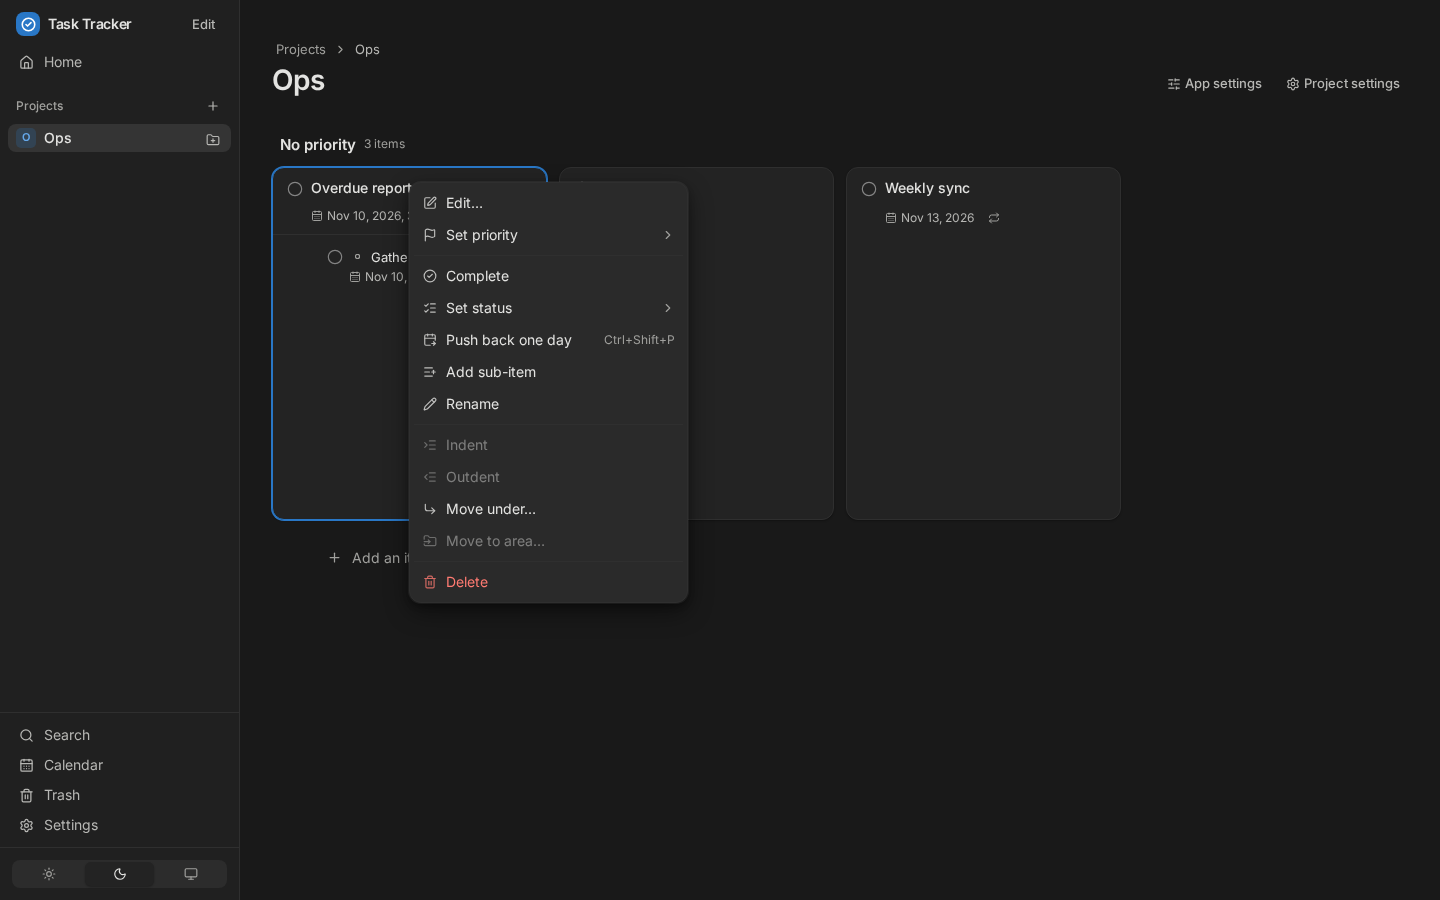 Task Tracker
Edit
Home
Projects
O
Ops
Search
Calendar
Trash
Settings
Projects
Ops
Ops
App settings
Project settings
No priority 3 items
Overdue report
Nov 10, 2026,
Nov 10,
Add an
Edit...
Set priority
Complete
Set status
Push back one day Ctrl+Shift+P
Add sub-item
Rename
Indent
Outdent
Move under...
Move to area...
Delete
Weekly sync
Nov 13, 2026